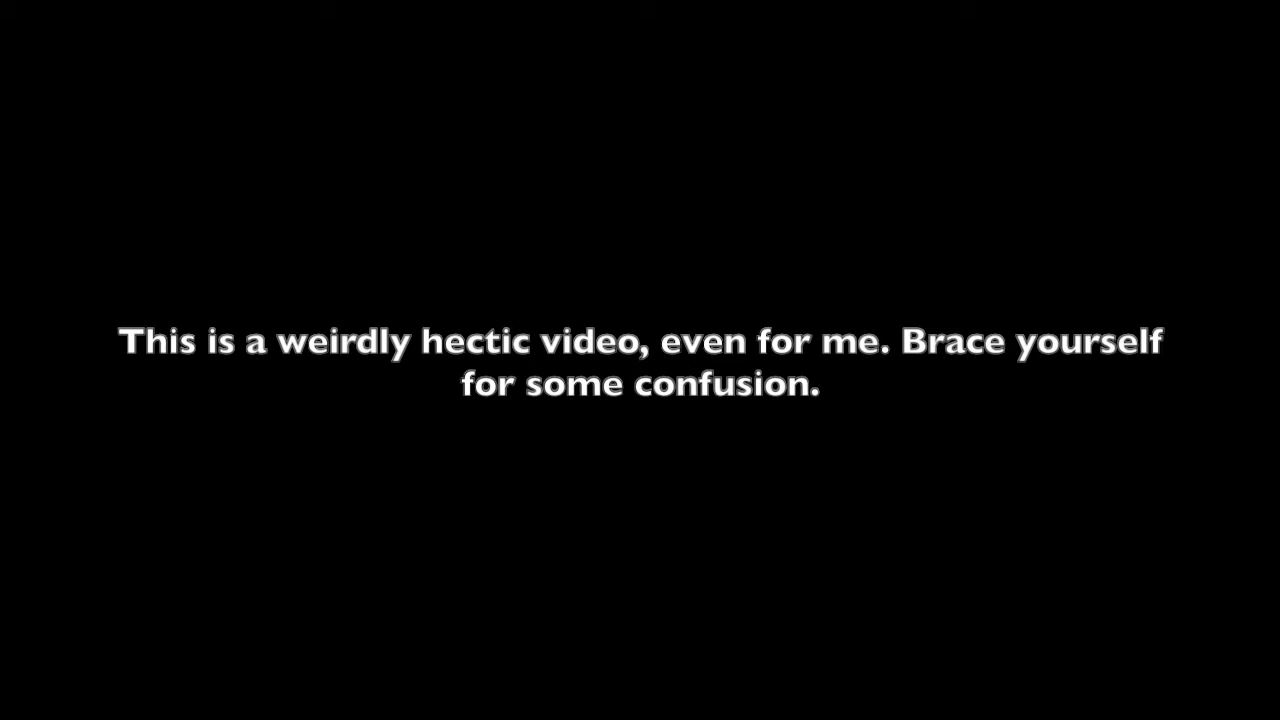 This is a weirdly hectic video, even for me. Brace yourself
for some confusion.